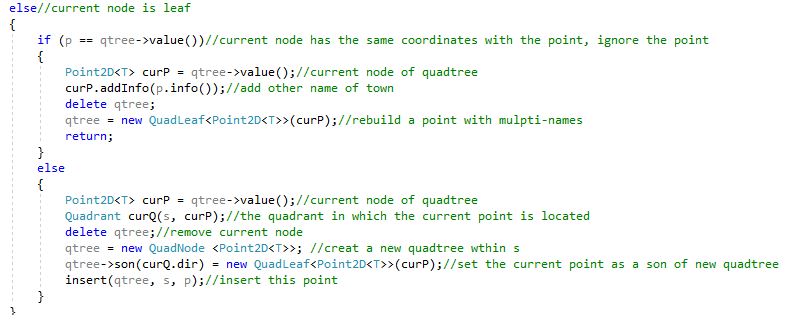 else//current node is leaf
{
if (p == qtree->value())//current node has the same coordinates with the point, ignore the point
{
Point2D<T> curP = qtree->value();//current node of quadtree
curP.addInfo(p.info());//add other name of town
delete qtree;
qtree = new QuadLeaf<Point2D<T>>(curP);//rebuild a point with mulpti-names
return;
}
else
{
Point2D<T> curP = qtree->value();//current node of quadtree
Quadrant curQ(s, curP);//the quadrant in which the current point is located
delete qtree;//remove current node
qtree = new QuadNode <Point2D<T>>; //creat a new quadtree wthin s
qtree->son(curQ.dir) = new QuadLeaf<Point2D<T>>(curP);//set the current point as a son of new quadtree
insert(qtree, s, p);//insert this point
}
}